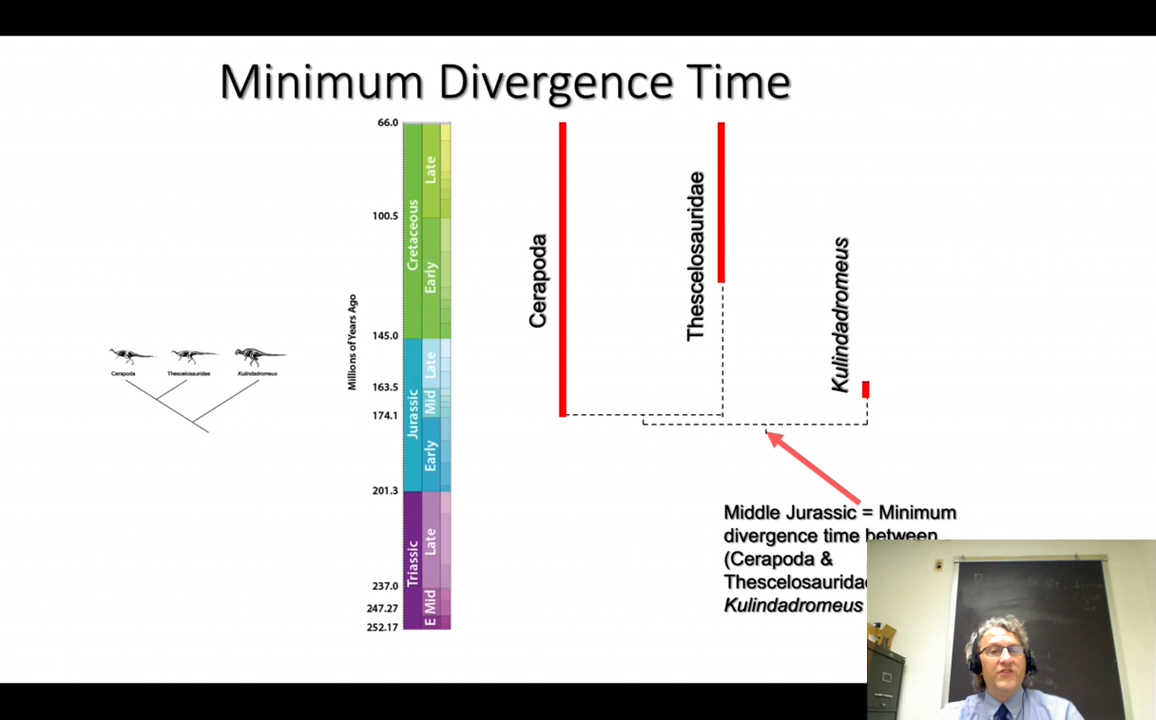 Minimum Divergence Time
Cerapoda
Thescelosauridae
Kulindadromeus
Millions of Years Ago
66.0
100.5
145.0
163.5
174.1
201.3
237.0
247.27
252.17
Cretaceous
Jurassic
Triassic
Late
Early
Late
Mid
Early
Late
Mid
E
Cerapoda
Thescelosauridae
Kulindadromeus
Middle Jurassic = Minimum
divergence time between
(Cerapoda &
Thescelosaurida
Kulindadromeus